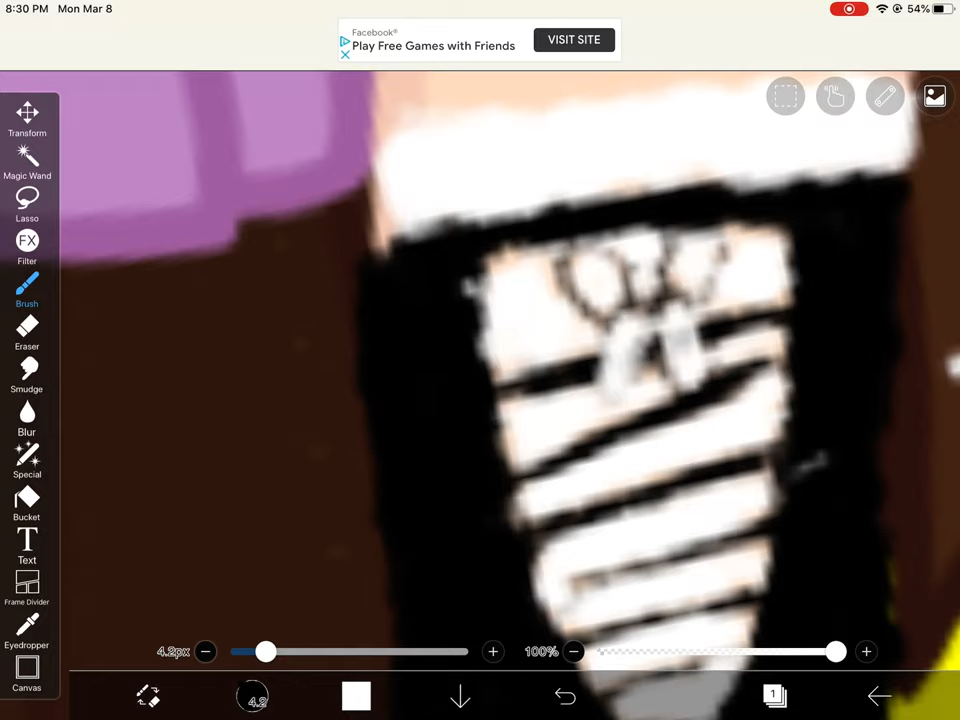 8:30 PM Mon Mar 8
54%
Facebook®
Play Free Games with Friends
VISIT SITE
Transform
Magic Wand
Lasso
FX
Filter
Brush
Eraser
Smudge
Blur
Special
Bucket
T
Text
Frame Divider
Eyedropper
Canvas
4.2px
100%
4.2
1